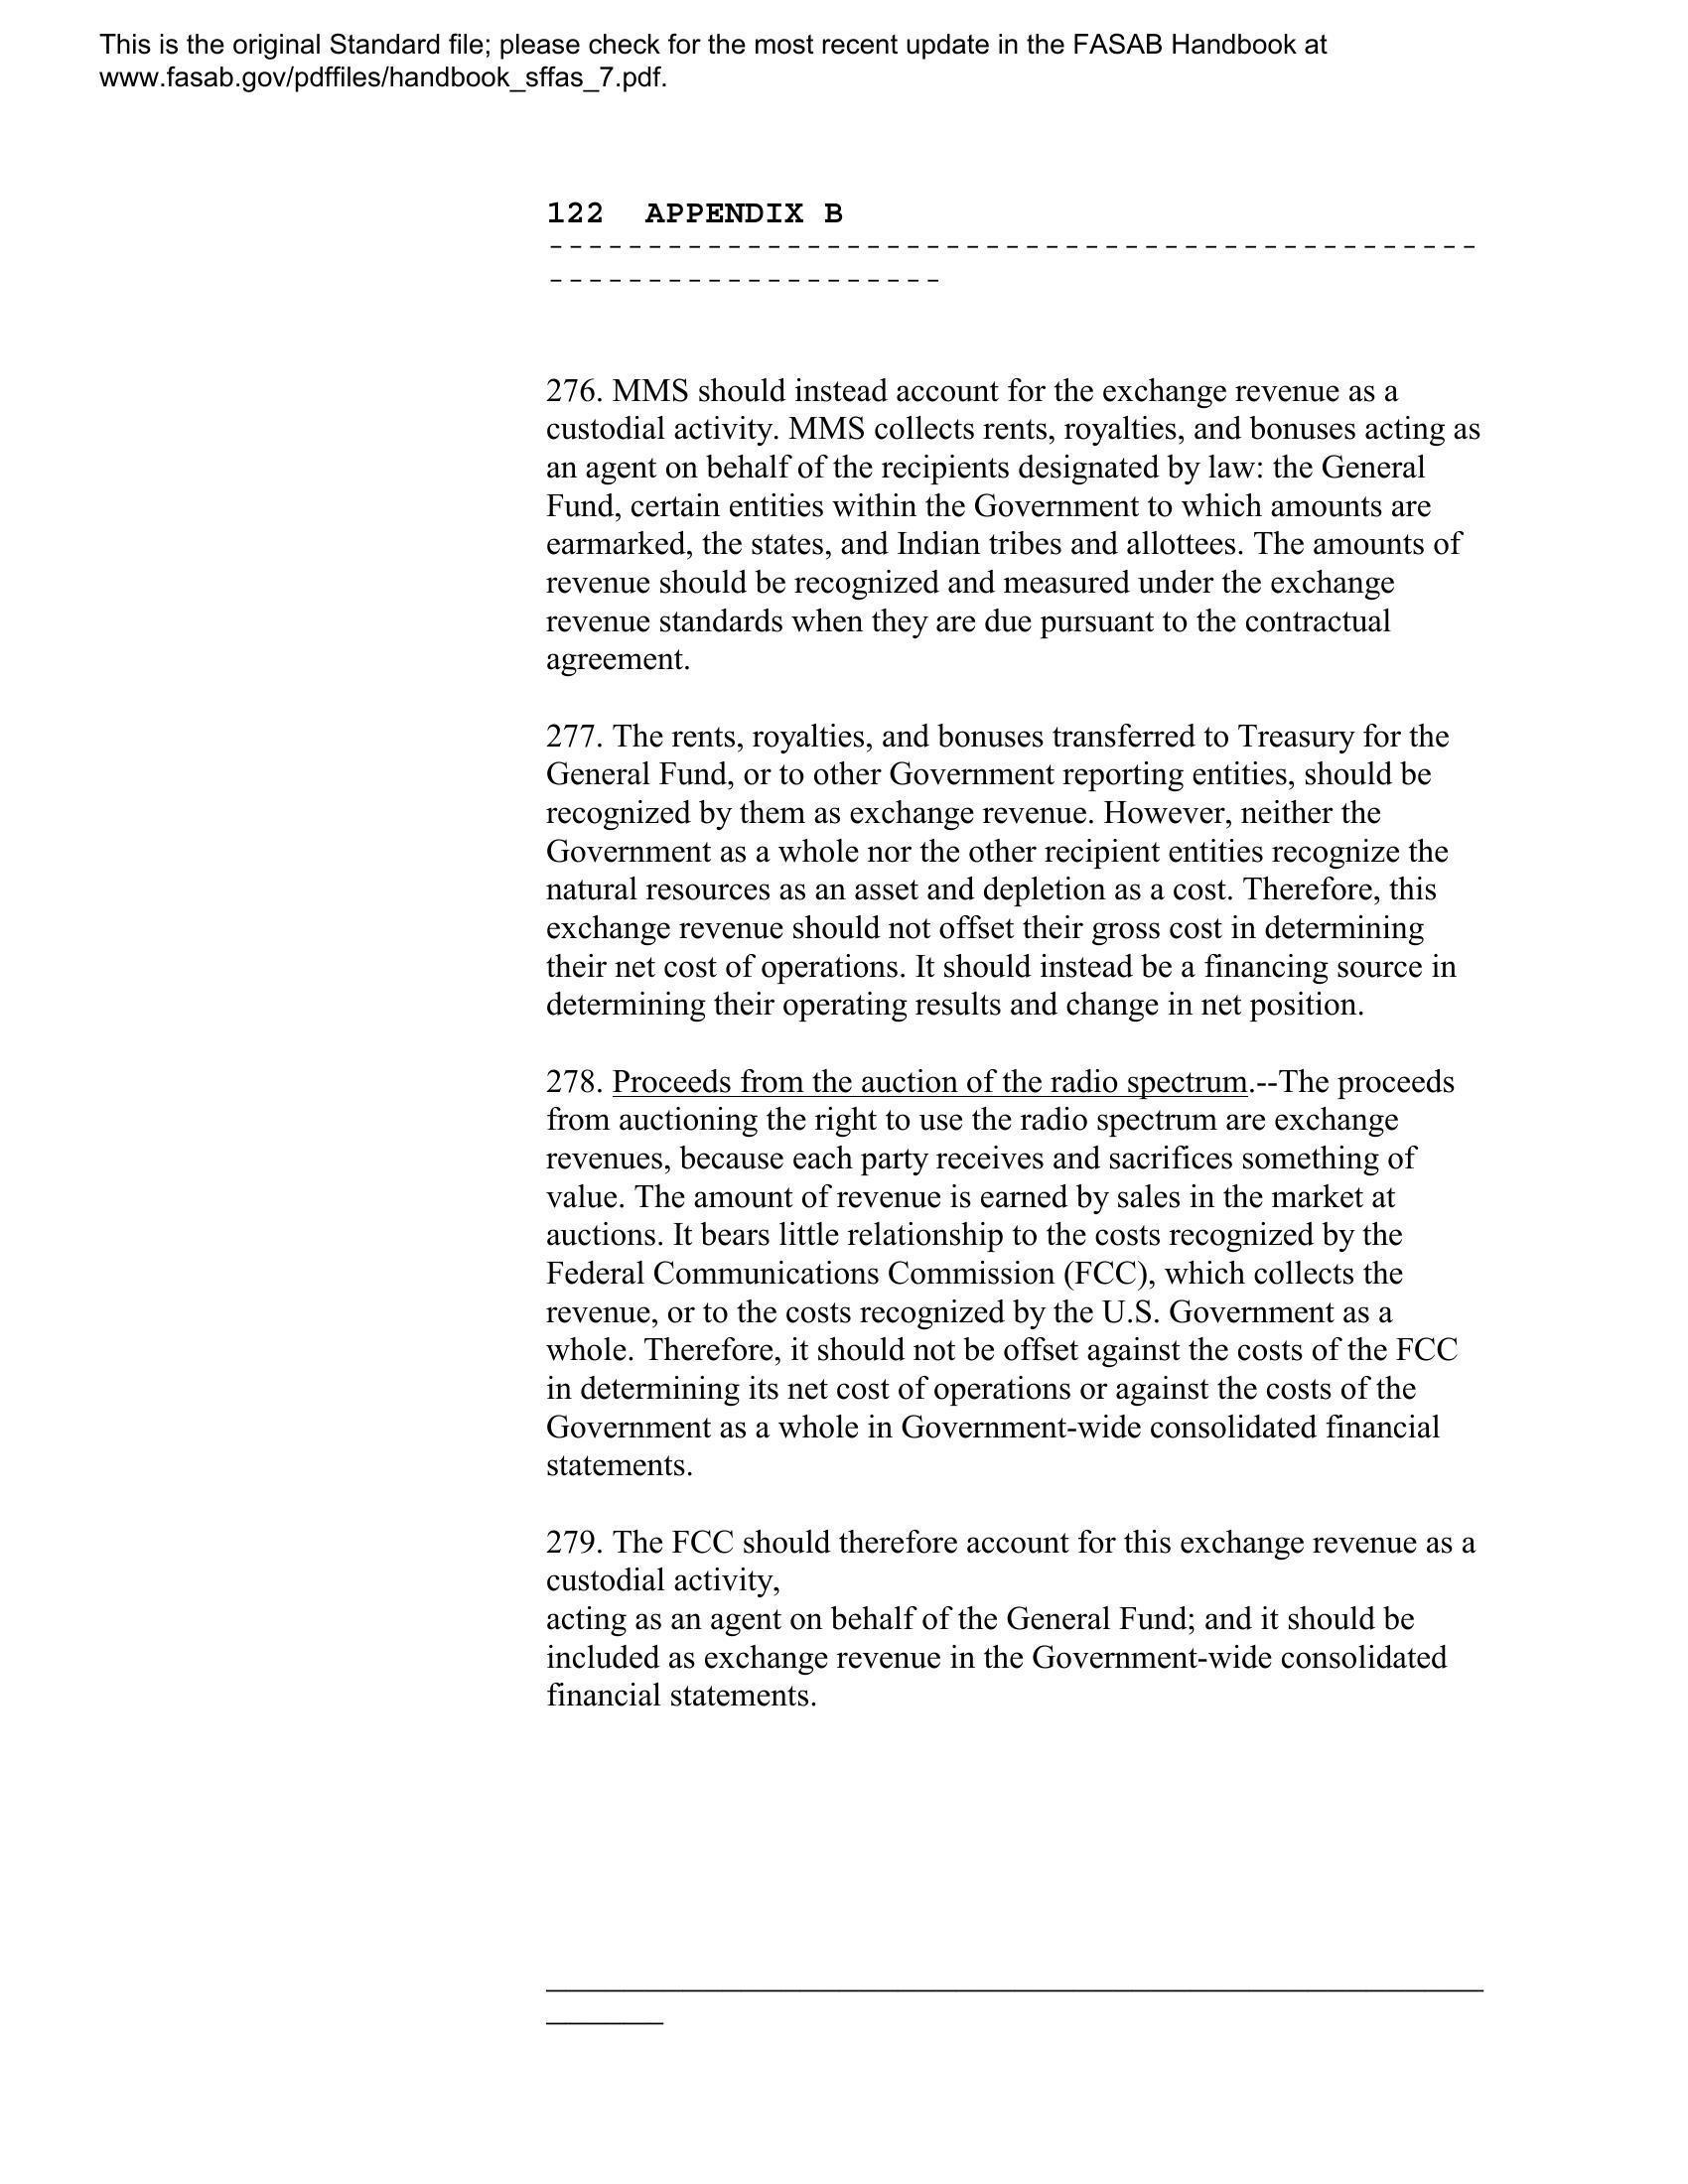 This is the original Standard file; please check for the most recent update in the FASAB Handbook at
www.fasab.gov/pdffiles/handbook_sffas_7.pdf.
122 APPENDIX B
-----------------------------------------------
--------------------
276. MMS should instead account for the exchange revenue as a
custodial activity. MMS collects rents, royalties, and bonuses acting as
an agent on behalf of the recipients designated by law: the General
Fund, certain entities within the Government to which amounts are
earmarked, the states, and Indian tribes and allottees. The amounts of
revenue should be recognized and measured under the exchange
revenue standards when they are due pursuant to the contractual
agreement.
277. The rents, royalties, and bonuses transferred to Treasury for the
General Fund, or to other Government reporting entities, should be
recognized by them as exchange revenue. However, neither the
Government as a whole nor the other recipient entities recognize the
natural resources as an asset and depletion as a cost. Therefore, this
exchange revenue should not offset their gross cost in determining
their net cost of operations. It should instead be a financing source in
determining their operating results and change in net position.
278. Proceeds from the auction of the radio spectrum.--The proceeds
from auctioning the right to use the radio spectrum are exchange
revenues, because each party receives and sacrifices something of
value. The amount of revenue is earned by sales in the market at
auctions. It bears little relationship to the costs recognized by the
Federal Communications Commission (FCC), which collects the
revenue, or to the costs recognized by the U.S. Government as a
whole. Therefore, it should not be offset against the costs of the FCC
in determining its net cost of operations or against the costs of the
Government as a whole in Government-wide consolidated financial
statements.
279. The FCC should therefore account for this exchange revenue as a
custodial activity,
acting as an agent on behalf of the General Fund; and it should be
included as exchange revenue in the Government-wide consolidated
financial statements.